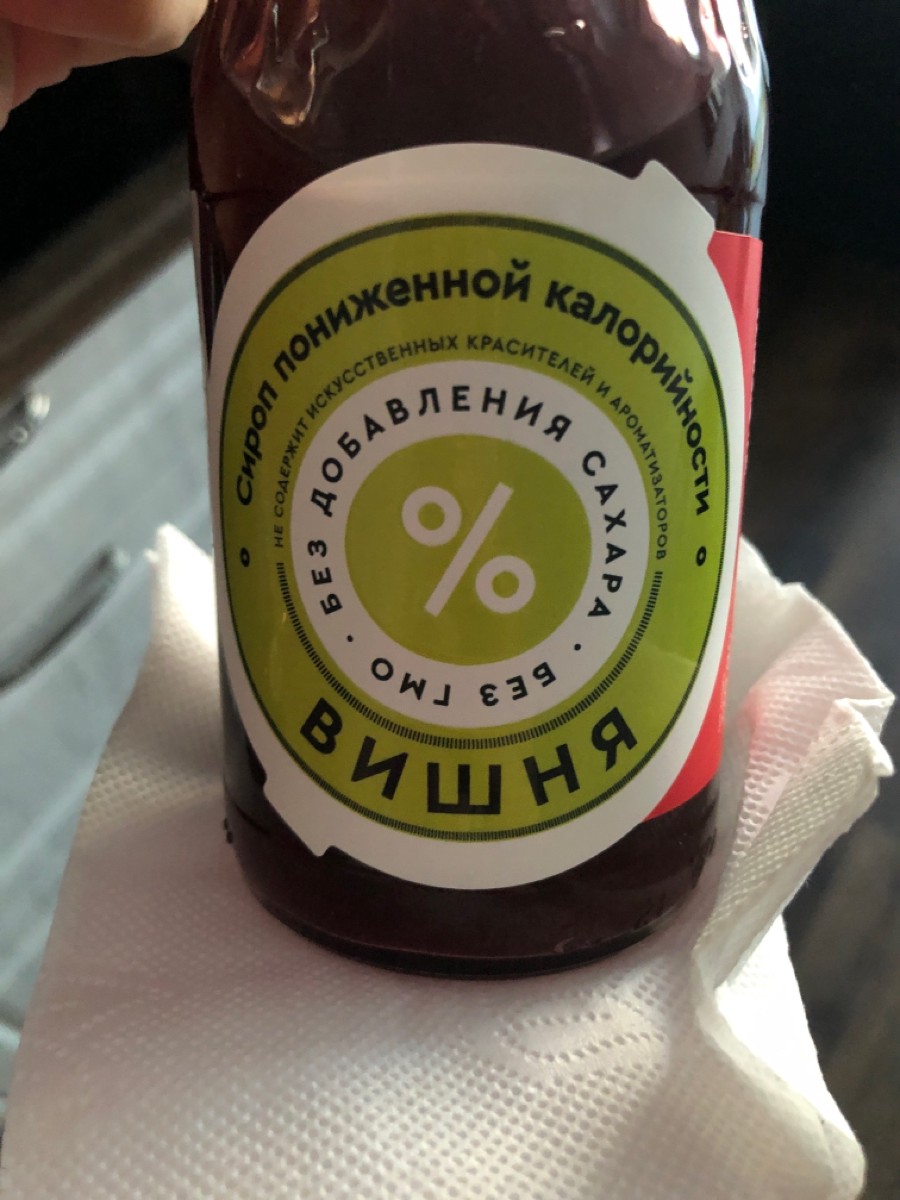 Сироп пониженной калорийности
НЕ СОДЕРЖИТ ИСКУССТВЕННЫХ КРАСИТЕЛЕЙ И АРОМАТИЗАТОРОВ
БЕЗ ДОБАВЛЕНИЯ САХАРА · БЕЗ ГМО ·
%
ВИШНЯ